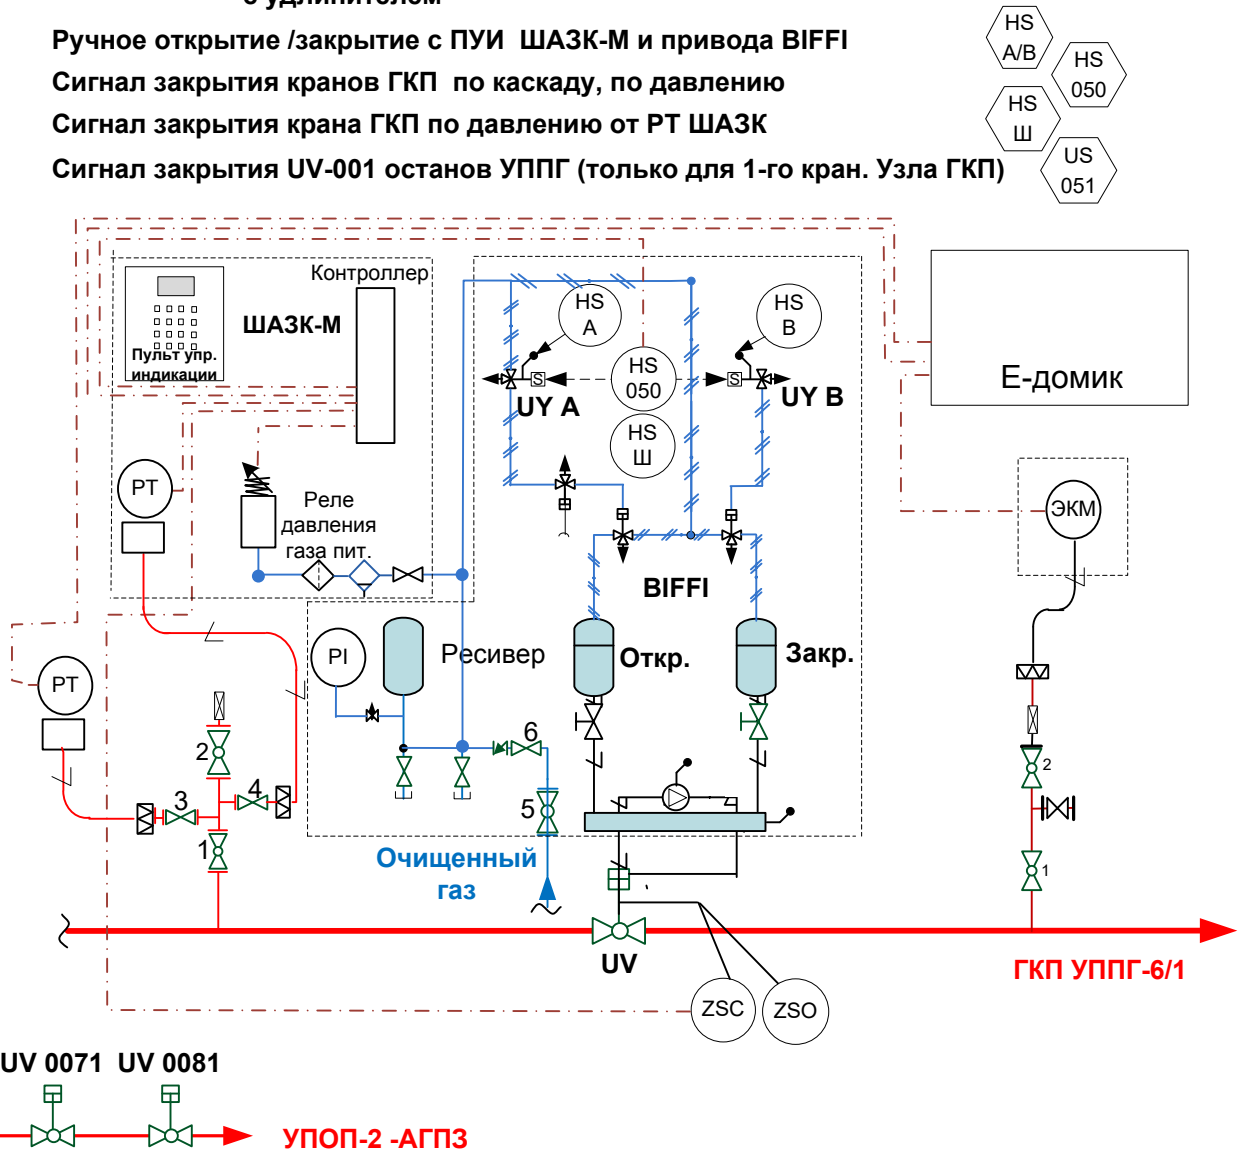 с удлинителем
Ручное открытие /закрытие с ПУИ ШАЗК-М и привода BIFFI
Сигнал закрытия кранов ГКП по каскаду, по давлению
Сигнал закрытия крана ГКП по давлению от РТ ШАЗК
Сигнал закрытия UV-001 останов УППГ (только для 1-го кран. Узла ГКП)
HS
A/B
HS
050
HS
Ш
US
051
Контроллер
ШАЗК-М
Пульт упр.
индикации
HS
A
HS
B
HS
050
HS
Ш
UY A
UY B
Е-домик
PT
Реле
давления
газа пит.
ЭКМ
BIFFI
PI
Ресивер
Откр.
Закр.
PT
2
3
4
1
6
5
2
1
Очищенный
газ
UV
ГКП УППГ-6/1
ZSC
ZSO
UV 0071 UV 0081
УПОП-2 -АГПЗ
S
S